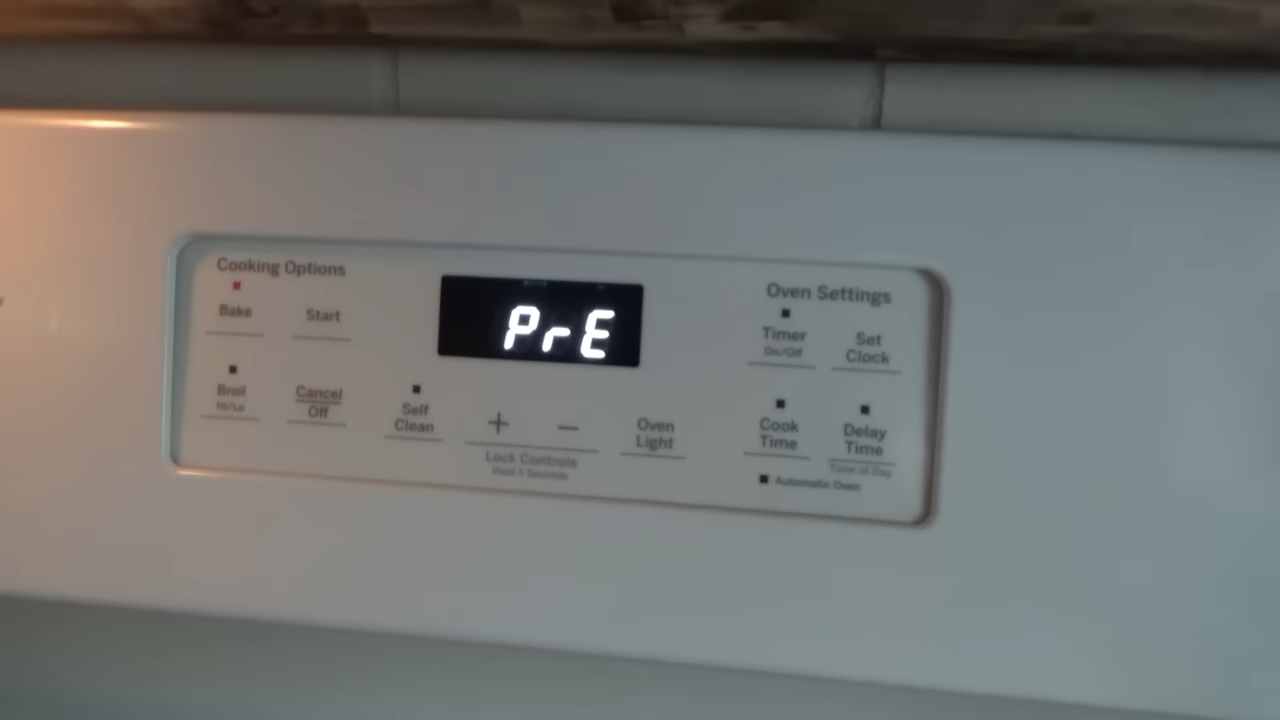 Cooking Options
Bake
Start
Broil
Hi/Lo
Cancel
Off
Self
Clean
PrE
+ −
Lock Controls
Hold 3 Seconds
Oven
Light
Oven Settings
Timer
On/Off
Set
Clock
Cook
Time
Delay
Time
Time of Day
Automatic Oven